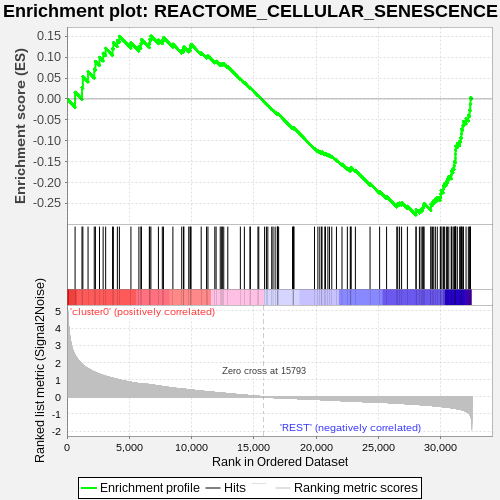 Enrichment plot: REACTOME_CELLULAR_SENESCENCE
Enrichment score (ES)
0.15
0.10
0.05
0.00
-0.05
-0.10
-0.15
-0.20
-0.25
'cluster0' (positively correlated)
Ranked list metric (Signal2Noise)
5
4
3
2
1
0
-1
-2
Zero cross at 15793
'REST' (negatively correlated)
0
5,000
10,000
15,000
20,000
25,000
30,000
Rank in Ordered Dataset
Enrichment profile
Hits
Ranking metric scores